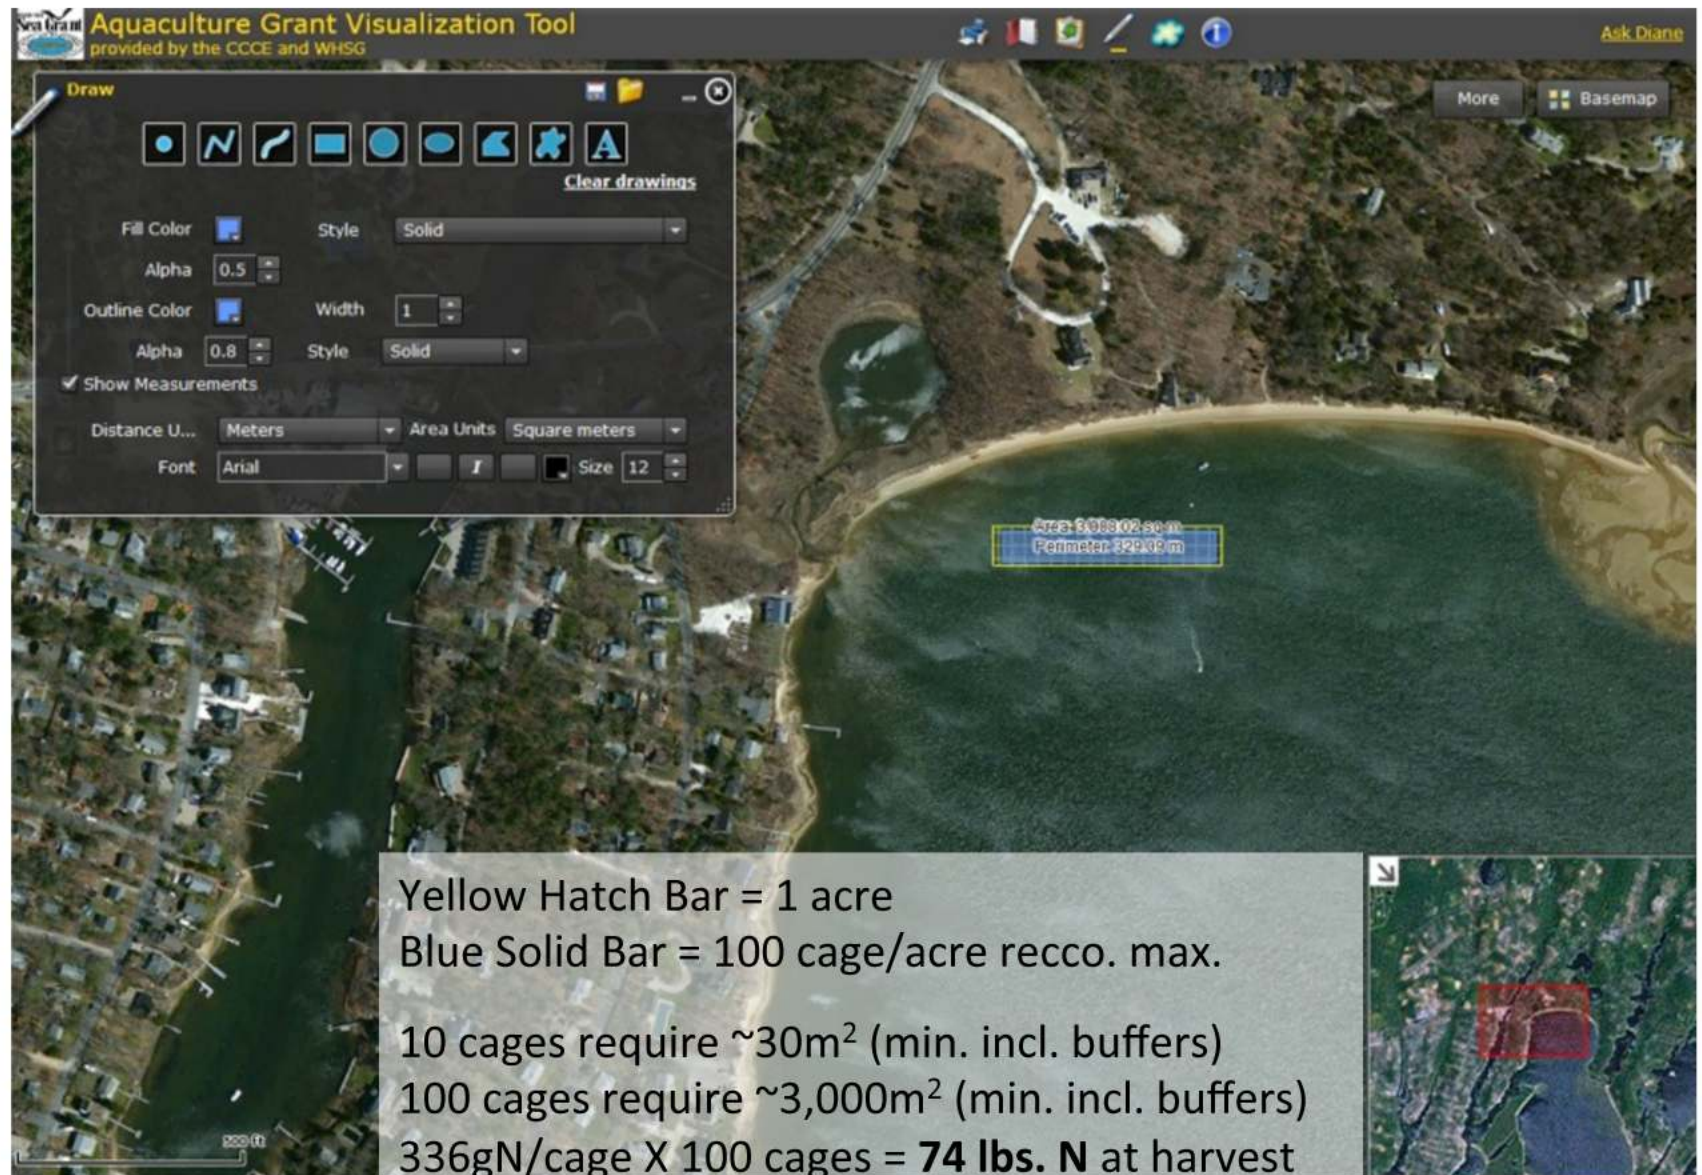 Sea Grant
Aquaculture Grant Visualization Tool
provided by the CCCE and WHSG
Ask Diane
Draw
More
Basemap
A
Clear drawings
Fill Color
Style
Solid
Alpha
0.5
Outline Color
Width
1
Alpha
0.8
Style
Solid
Show Measurements
Distance U...
Meters
Area Units
Square meters
Font
Arial
I
Size
12
Perimeter: 329.09 m
Yellow Hatch Bar = 1 acre
Blue Solid Bar = 100 cage/acre recco. max.
10 cages require ~30m² (min. incl. buffers)
100 cages require ~3,000m² (min. incl. buffers)
336gN/cage X 100 cages = 74 lbs. N at harvest
500 ft